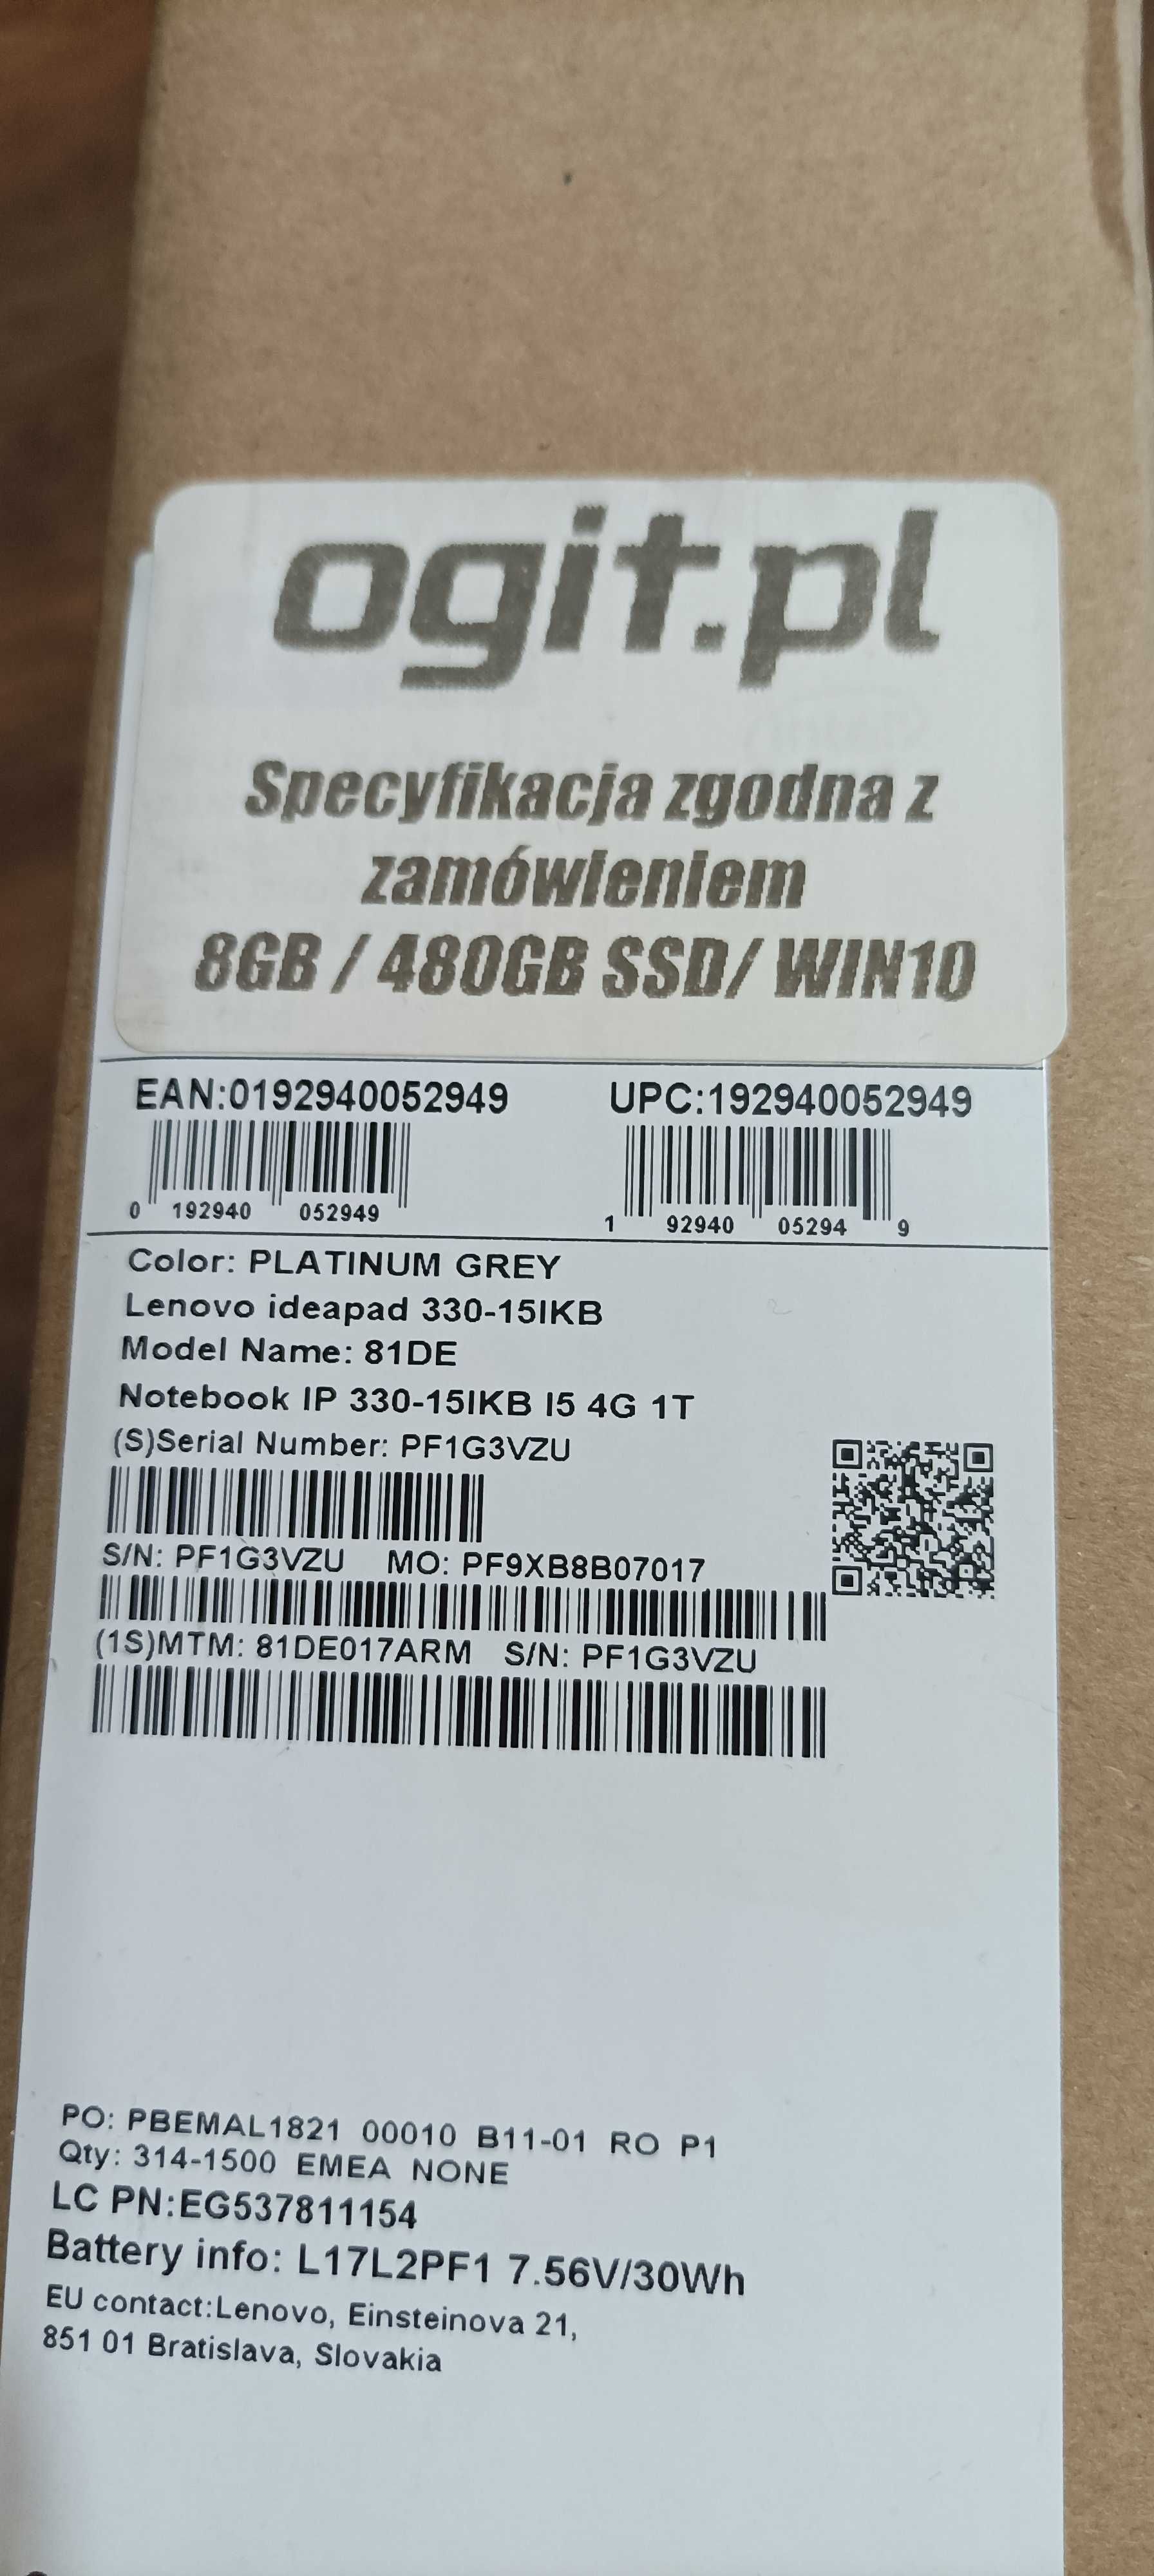 ogit.pl
Specyfikacja zgodna z
zamówieniem
8GB / 480GB SSD/ WIN10
EAN:0192940052949 UPC:192940052949
0 192940 052949 1 92940 05294 9
Color: PLATINUM GREY
Lenovo ideapad 330-15IKB
Model Name: 81DE
Notebook IP 330-15IKB I5 4G 1T
(S)Serial Number: PF1G3VZU
S/N: PF1G3VZU MO: PF9XB8B07017
(1S)MTM: 81DE017ARM S/N: PF1G3VZU
PO: PBEMAL1821 00010 B11-01 RO P1
Qty: 314-1500 EMEA NONE
LC PN:EG537811154
Battery info: L17L2PF1 7.56V/30Wh
EU contact:Lenovo, Einsteinova 21,
851 01 Bratislava, Slovakia